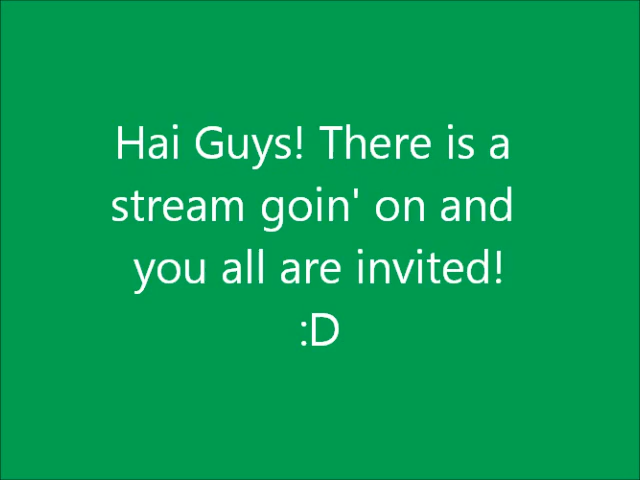 Hai Guys! There is a
stream goin' on and
you all are invited!
:D